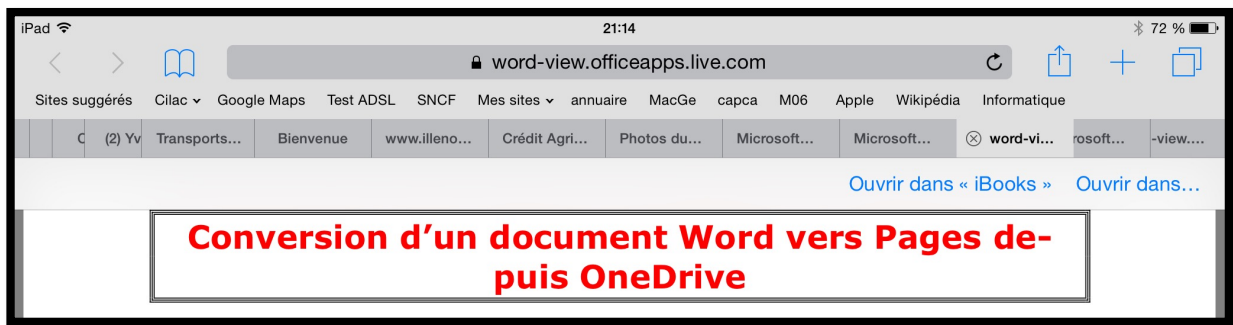 iPad 21:14 72 %
word-view.officeapps.live.com
Sites suggérés Cilac Google Maps Test ADSL SNCF Mes sites annuaire MacGe capca M06 Apple Wikipédia Informatique
(2) Yv Transports... Bienvenue www.illeno... Crédit Agri... Photos du... Microsoft... Microsoft... word-vi... rosoft... -view....
Ouvrir dans « iBooks » Ouvrir dans...
Conversion d’un document Word vers Pages de-
puis OneDrive